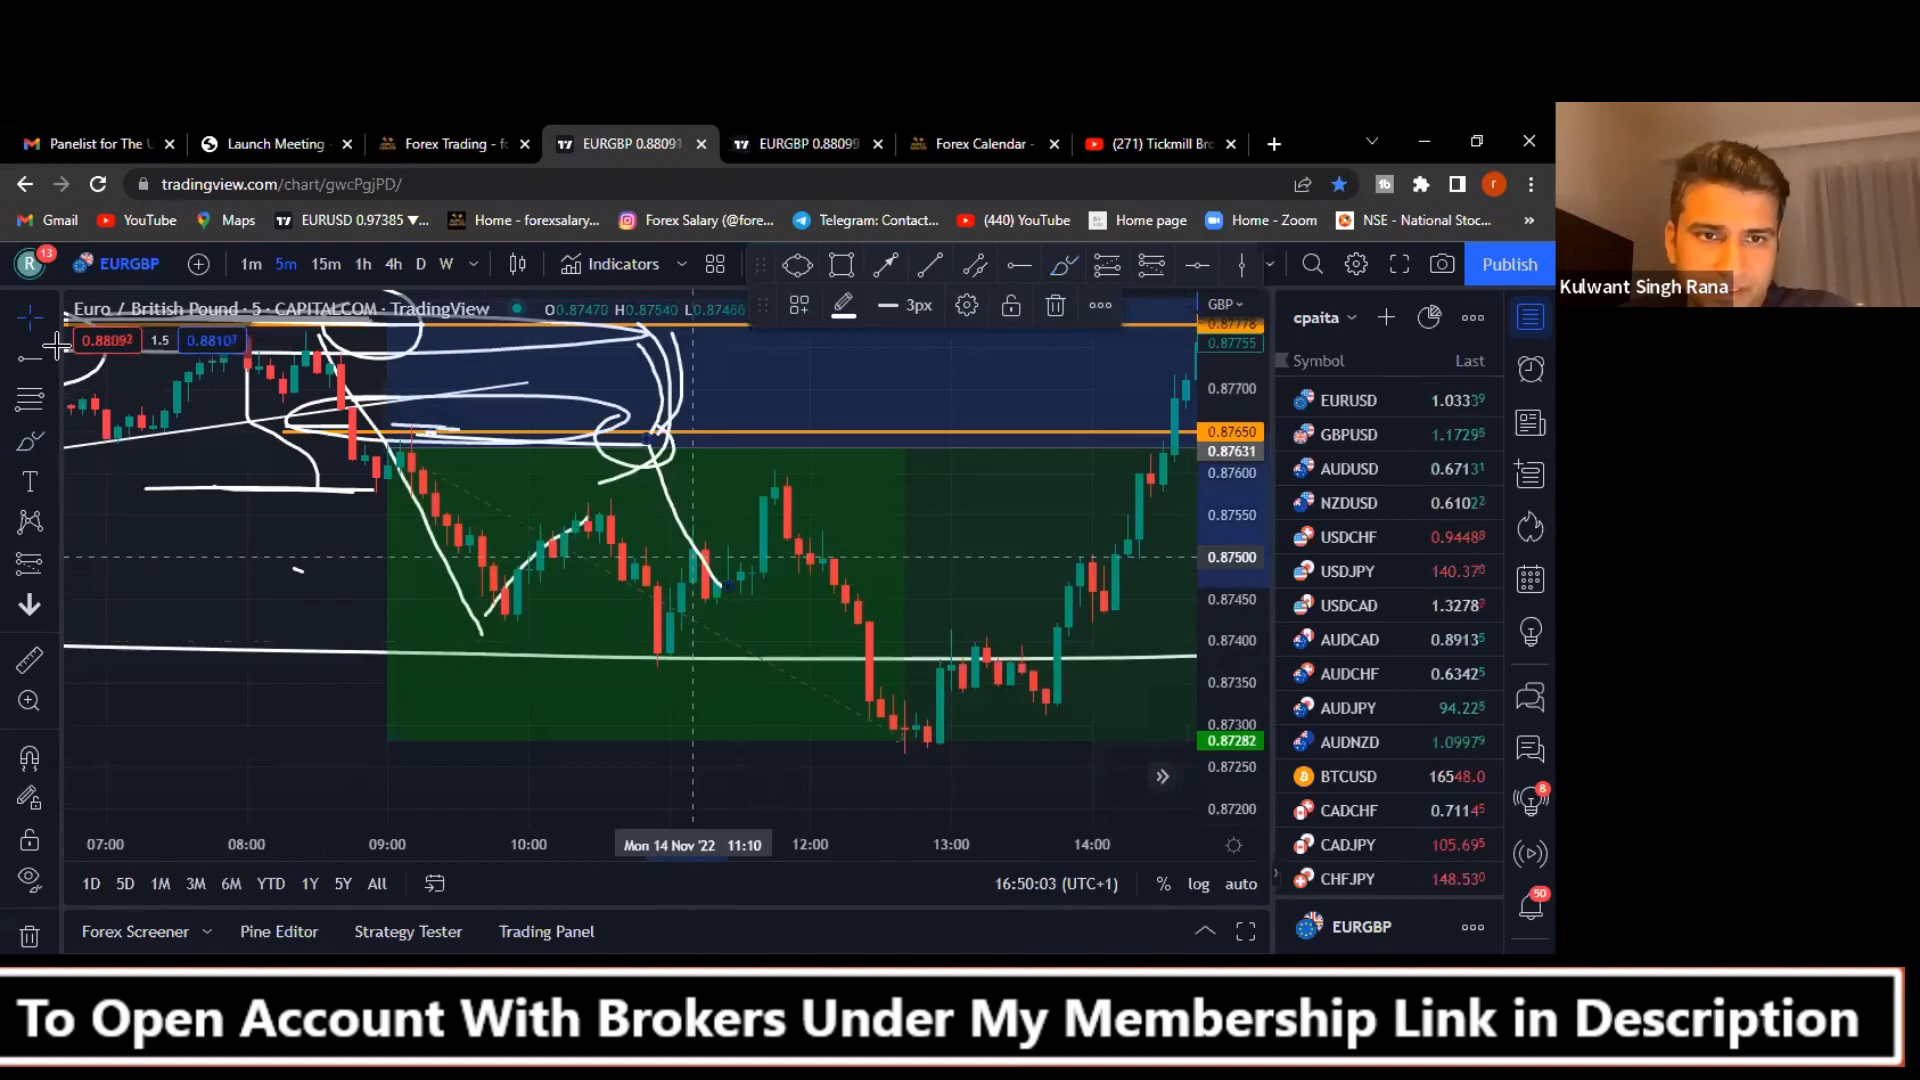 Panelist for The U
Launch Meeting -
Forex Trading - fo
EURGBP 0.88091
EURGBP 0.88099
Forex Calendar -
(271) Tickmill Bro
tradingview.com/chart/gwcPgjPD/
Gmail
YouTube
Maps
EURUSD 0.97385 ▼...
Home - forexsalary...
Forex Salary (@fore...
Telegram: Contact...
(440) YouTube
Home page
Home - Zoom
NSE - National Stoc...
R
13
EURGBP
1m 5m 15m 1h 4h D W
Indicators
Publish
Kulwant Singh Rana
Euro / British Pound · 5 · CAPITALCOM · TradingView
O0.87470 H0.87540 L0.87466
3px
GBP
cpaita
0.88092
1.5
0.88107
Symbol
Last
0.87778
0.87755
0.87700
0.87650
0.87631
0.87600
0.87550
0.87500
0.87450
0.87400
0.87350
0.87300
0.87282
0.87250
0.87200
EURUSD 1.03339
GBPUSD 1.17295
AUDUSD 0.67131
NZDUSD 0.61022
USDCHF 0.94488
USDJPY 140.370
USDCAD 1.32782
AUDCAD 0.89135
AUDCHF 0.63425
AUDJPY 94.225
AUDNZD 1.09979
BTCUSD 16548.0
CADCHF 0.71145
CADJPY 105.695
CHFJPY 148.530
8
50
07:00
08:00
09:00
10:00
Mon 14 Nov '22 11:10
12:00
13:00
14:00
1D 5D 1M 3M 6M YTD 1Y 5Y All
16:50:03 (UTC+1)
% log auto
EURGBP
Forex Screener
Pine Editor
Strategy Tester
Trading Panel
To Open Account With Brokers Under My Membership Link in Description